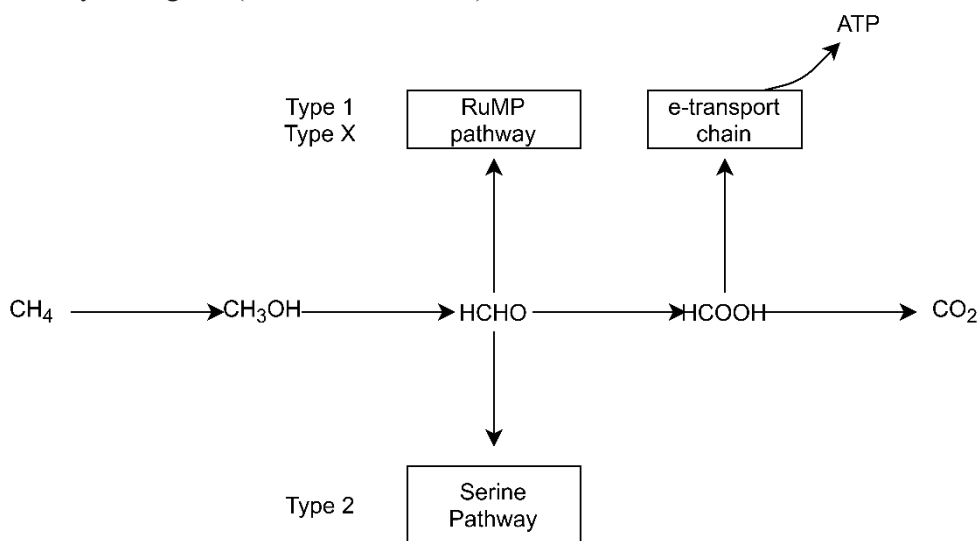 ATP
Type 1
Type X
RuMP
pathway
e-transport
chain
CH₄
CH₃OH
HCHO
HCOOH
CO₂
Type 2
Serine
Pathway